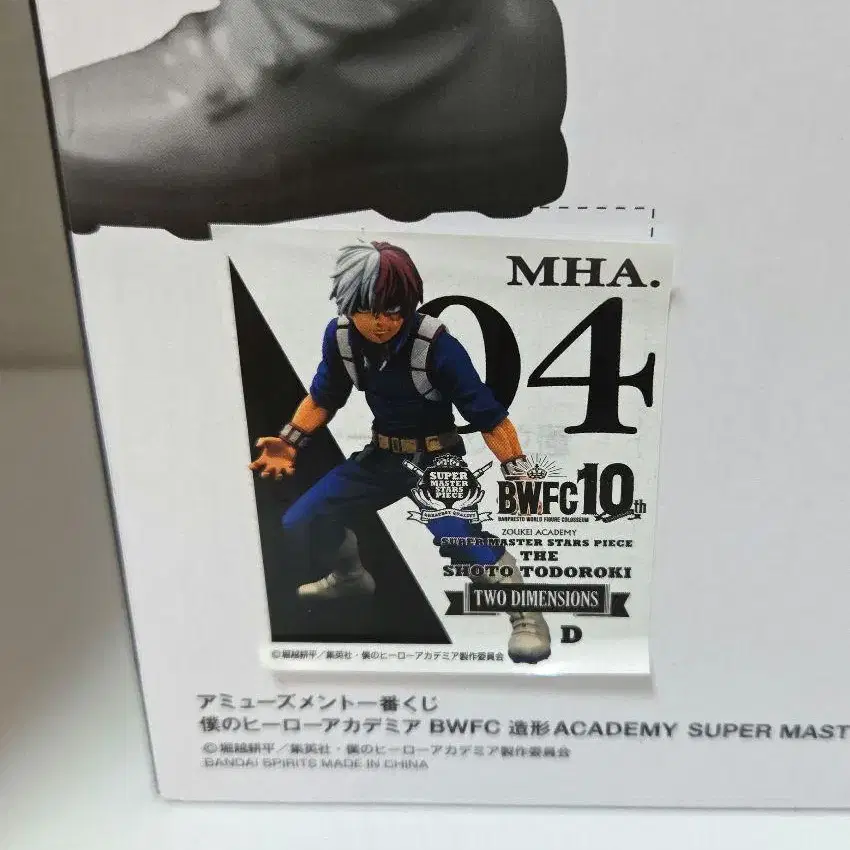 MHA.
04
SUPER
MASTER
STARS
PIECE
GREATEST QUALITY
BWFC10th
BANPRESTO WORLD FIGURE COLOSSEUM
ZOUKEI ACADEMY
SUPER MASTER STARS PIECE
THE
SHOTO TODOROKI
TWO DIMENSIONS
D
©堀越耕平／集英社・僕のヒーローアカデミア製作委員会
アミューズメント一番くじ
僕のヒーローアカデミア BWFC 造形ACADEMY SUPER MAST
©堀越耕平／集英社・僕のヒーローアカデミア製作委員会
BANDAI SPIRITS MADE IN CHINA